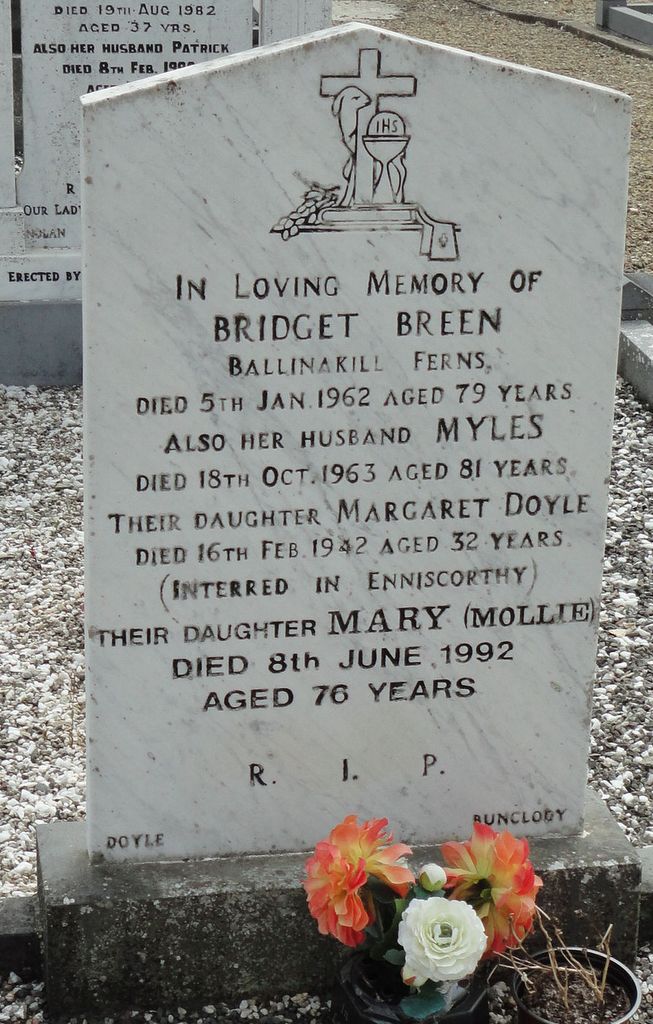 DIED 19TH AUG 1982
AGED 37 YRS.
ALSO HER HUSBAND PATRICK
DIED 8TH FEB.
R
OUR LADY
NOLAN
ERECTED BY
IHS
IN LOVING MEMORY OF
BRIDGET BREEN
BALLINAKILL FERNS,
DIED 5TH JAN. 1962 AGED 79 YEARS
ALSO HER HUSBAND MYLES
DIED 18TH OCT. 1963 AGED 81 YEARS.
THEIR DAUGHTER MARGARET DOYLE
DIED 16TH FEB. 1942 AGED 32 YEARS.
(INTERRED IN ENNISCORTHY)
THEIR DAUGHTER MARY (MOLLIE)
DIED 8th JUNE 1992
AGED 76 YEARS
R. I. P.
DOYLE
BUNCLODY